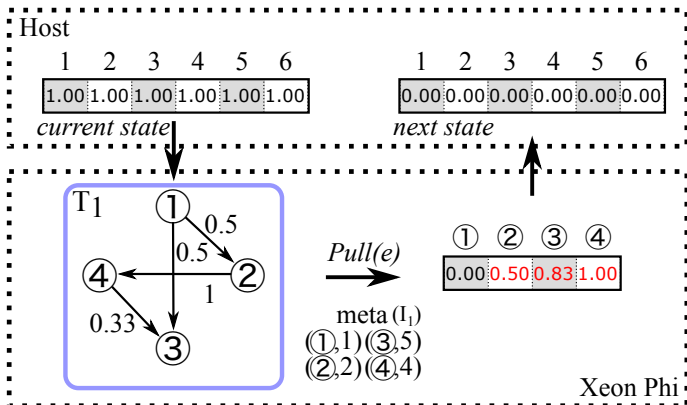 Host
1 2 3 4 5 6
1.00 1.00 1.00 1.00 1.00 1.00
current state
1 2 3 4 5 6
0.00 0.00 0.00 0.00 0.00 0.00
next state
T1
①
0.5
0.5
④
②
1
0.33
③
Pull(e)
meta (I1)
(①,1)(③,5)
(②,2)(④,4)
① ② ③ ④
0.00 0.50 0.83 1.00
Xeon Phi